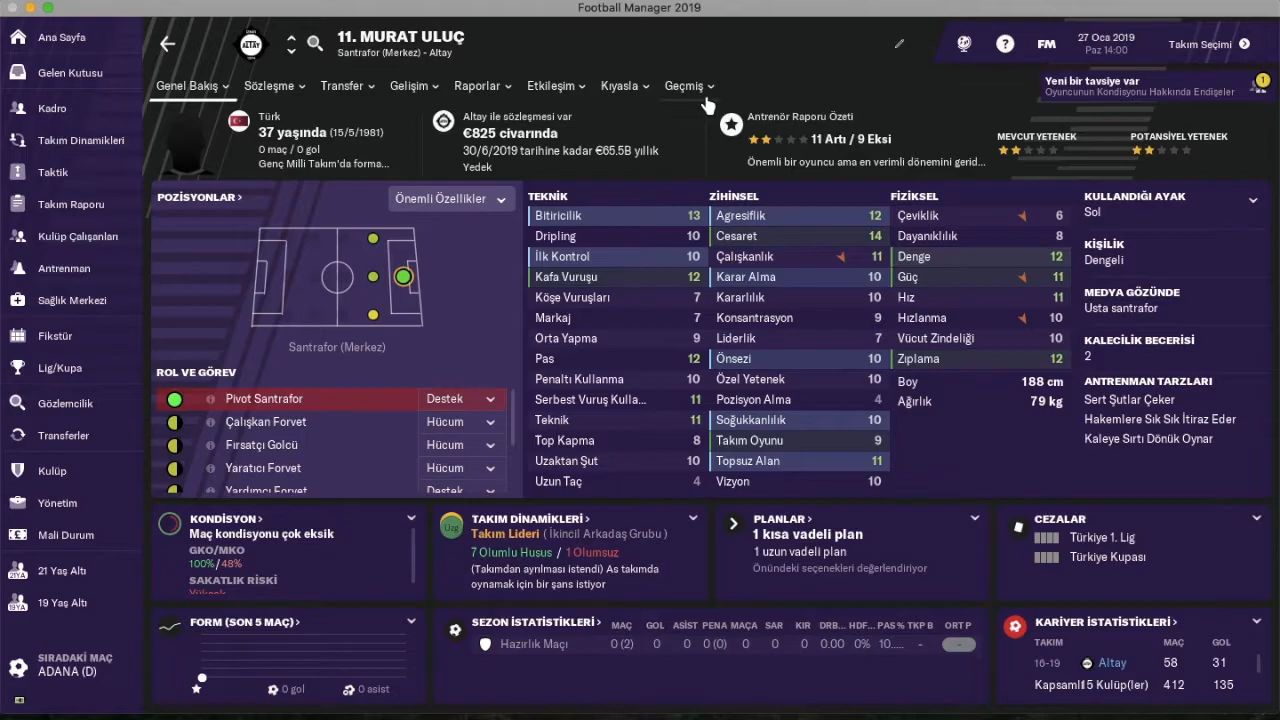 Football Manager 2019
Ana Sayfa
Gelen Kutusu
Kadro
Takım Dinamikleri
Taktik
Takım Raporu
Kulüp Çalışanları
Antrenman
Sağlık Merkezi
Fikstür
Lig/Kupa
Gözlemcilik
Transferler
Kulüp
Yönetim
Mali Durum
21 Yaş Altı
19 Yaş Altı
SIRADAKİ MAÇ
ADANA (D)
11. MURAT ULUÇ
Santrafor (Merkez) - Altay
FM
27 Oca 2019
Paz 14:00
Takım Seçimi
Yeni bir tavsiye var
Oyuncunun Kondisyonu Hakkında Endişeler
1
Genel Bakış Sözleşme Transfer Gelişim Raporlar Etkileşim Kıyasla Geçmiş
Türk
37 yaşında (15/5/1981)
0 maç / 0 gol
Genç Milli Takım'da forma...
Altay ile sözleşmesi var
€825 civarında
30/6/2019 tarihine kadar €65.5B yıllık
Yedek
Antrenör Raporu Özeti
11 Artı / 9 Eksi
Önemli bir oyuncu ama en verimli dönemini gerid...
MEVCUT YETENEK
POTANSİYEL YETENEK
POZİSYONLAR
Önemli Özellikler
Santrafor (Merkez)
ROL VE GÖREV
Pivot Santrafor Destek
Çalışkan Forvet Hücum
Fırsatçı Golcü Hücum
Yaratıcı Forvet Hücum
Yardımcı Forvet Destek
TEKNİK
Bitiricilik 13
Dripling 10
İlk Kontrol 10
Kafa Vuruşu 12
Köşe Vuruşları 7
Markaj 7
Orta Yapma 9
Pas 12
Penaltı Kullanma 10
Serbest Vuruş Kulla... 11
Teknik 11
Top Kapma 8
Uzaktan Şut 10
Uzun Taç 4
ZİHİNSEL
Agresiflik 12
Cesaret 14
Çalışkanlık 11
Karar Alma 10
Kararlılık 10
Konsantrasyon 9
Liderlik 7
Önsezi 10
Özel Yetenek 10
Pozisyon Alma 4
Soğukkanlılık 10
Takım Oyunu 9
Topsuz Alan 11
Vizyon 10
FİZİKSEL
Çeviklik 6
Dayanıklılık 8
Denge 12
Güç 11
Hız 11
Hızlanma 10
Vücut Zindeliği 10
Zıplama 12
Boy 188 cm
Ağırlık 79 kg
KULLANDIĞI AYAK
Sol
KİŞİLİK
Dengeli
MEDYA GÖZÜNDE
Usta santrafor
KALECİLİK BECERİSİ
2
ANTRENMAN TARZLARI
Sert Şutlar Çeker
Hakemlere Sık Sık İtiraz Eder
Kaleye Sırtı Dönük Oynar
KONDİSYON
Maç kondisyonu çok eksik
GKO/MKO
100% / 48%
SAKATLIK RİSKİ
Yüksek
Uzg
TAKIM DİNAMİKLERİ
Takım Lideri ( İkincil Arkadaş Grubu )
7 Olumlu Husus / 1 Olumsuz
(Takımdan ayrılması istendi) As takımda
oynamak için bir şans istiyor
PLANLAR
1 kısa vadeli plan
1 uzun vadeli plan
Önündeki seçenekleri değerlendiriyor
CEZALAR
Türkiye 1. Lig
Türkiye Kupası
FORM (SON 5 MAÇ)
0 gol 0 asist
SEZON İSTATİSTİKLERİ MAÇ GOL ASİST PENA MAÇA SAR KIR DRB... HDF... PAS % TKP B ORT P
Hazırlık Maçı 0 (2) 0 0 0 (0) 0 0 0 0.00 0% 10.... - -
KARİYER İSTATİSTİKLERİ
TAKIM MAÇ GOL
16-19 Altay 58 31
Kapsamlı 15 Kulüp(ler) 412 135